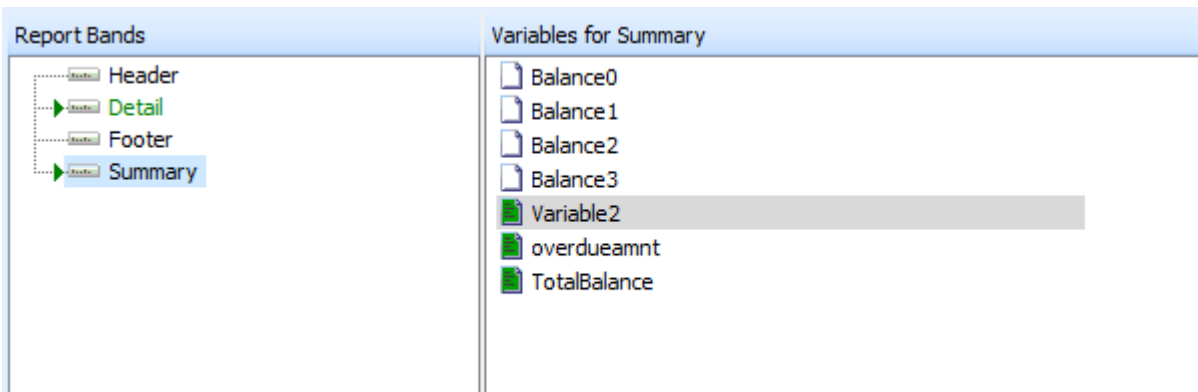 Report Bands
Header
Detail
Footer
Summary
Variables for Summary
Balance0
Balance1
Balance2
Balance3
Variable2
overdueamnt
TotalBalance